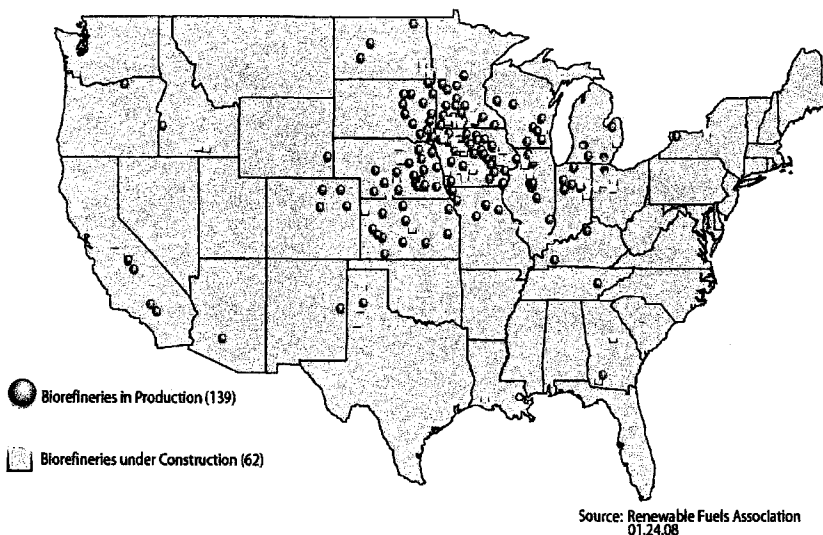 Biorefineries in Production (139)
Biorefineries under Construction (62)
Source: Renewable Fuels Association
01.24.08